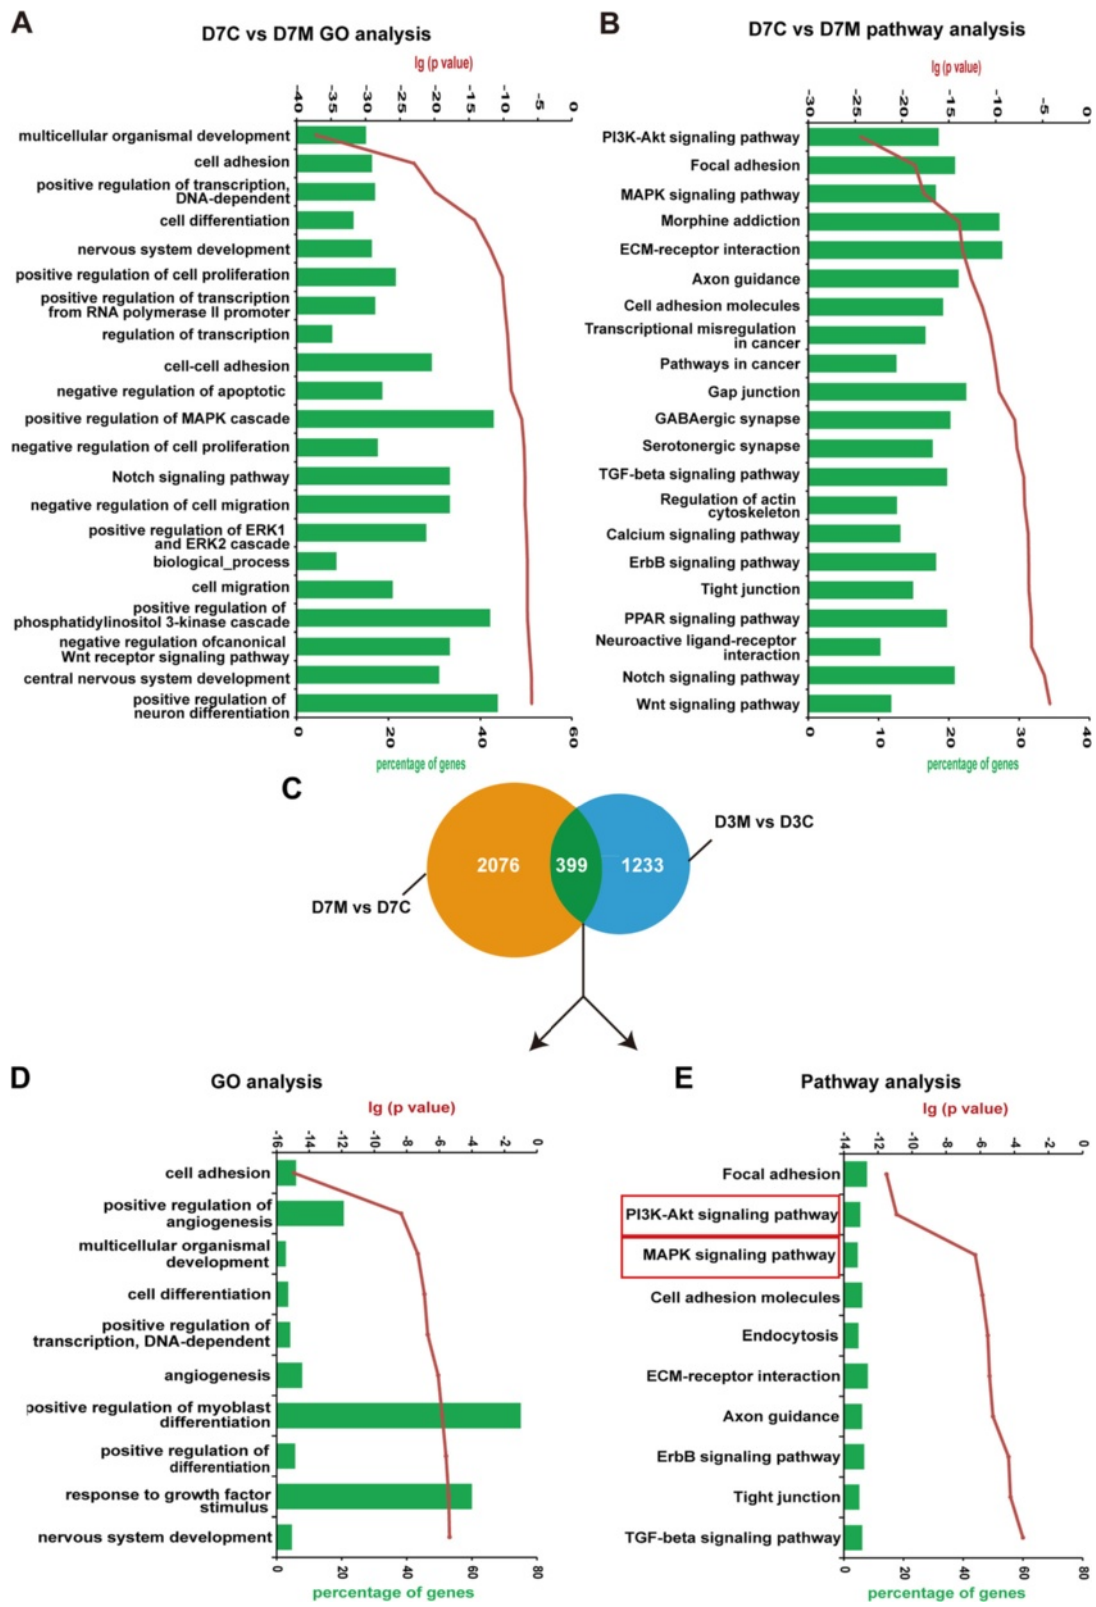 A
D7C vs D7M GO analysis
lg (p value)
-40 -35 -30 -25 -20 -15 -10 -5 0
multicellular organismal development
cell adhesion
positive regulation of transcription,
DNA-dependent
cell differentiation
nervous system development
positive regulation of cell proliferation
positive regulation of transcription
from RNA polymerase II promoter
regulation of transcription
cell-cell adhesion
negative regulation of apoptotic
positive regulation of MAPK cascade
negative regulation of cell proliferation
Notch signaling pathway
negative regulation of cell migration
positive regulation of ERK1
and ERK2 cascade
biological_process
cell migration
positive regulation of
phosphatidylinositol 3-kinase cascade
negative regulation ofcanonical
Wnt receptor signaling pathway
central nervous system development
positive regulation of
neuron differentiation
0 20 40 60
percentage of genes
B
D7C vs D7M pathway analysis
lg (p value)
-30 -25 -20 -15 -10 -5 0
PI3K-Akt signaling pathway
Focal adhesion
MAPK signaling pathway
Morphine addiction
ECM-receptor interaction
Axon guidance
Cell adhesion molecules
Transcriptional misregulation
in cancer
Pathways in cancer
Gap junction
GABAergic synapse
Serotonergic synapse
TGF-beta signaling pathway
Regulation of actin
cytoskeleton
Calcium signaling pathway
ErbB signaling pathway
Tight junction
PPAR signaling pathway
Neuroactive ligand-receptor
interaction
Notch signaling pathway
Wnt signaling pathway
0 10 20 30 40
percentage of genes
C
D3M vs D3C
2076 399 1233
D7M vs D7C
D
GO analysis
lg (p value)
-16 -14 -12 -10 -8 -6 -4 -2 0
cell adhesion
positive regulation of
angiogenesis
multicellular organismal
development
cell differentiation
positive regulation of
transcription, DNA-dependent
angiogenesis
positive regulation of myoblast
differentiation
positive regulation of
differentiation
response to growth factor
stimulus
nervous system development
0 20 40 60 80
percentage of genes
E
Pathway analysis
lg (p value)
-14 -12 -10 -8 -6 -4 -2 0
Focal adhesion
PI3K-Akt signaling pathway
MAPK signaling pathway
Cell adhesion molecules
Endocytosis
ECM-receptor interaction
Axon guidance
ErbB signaling pathway
Tight junction
TGF-beta signaling pathway
0 20 40 60 80
percentage of genes